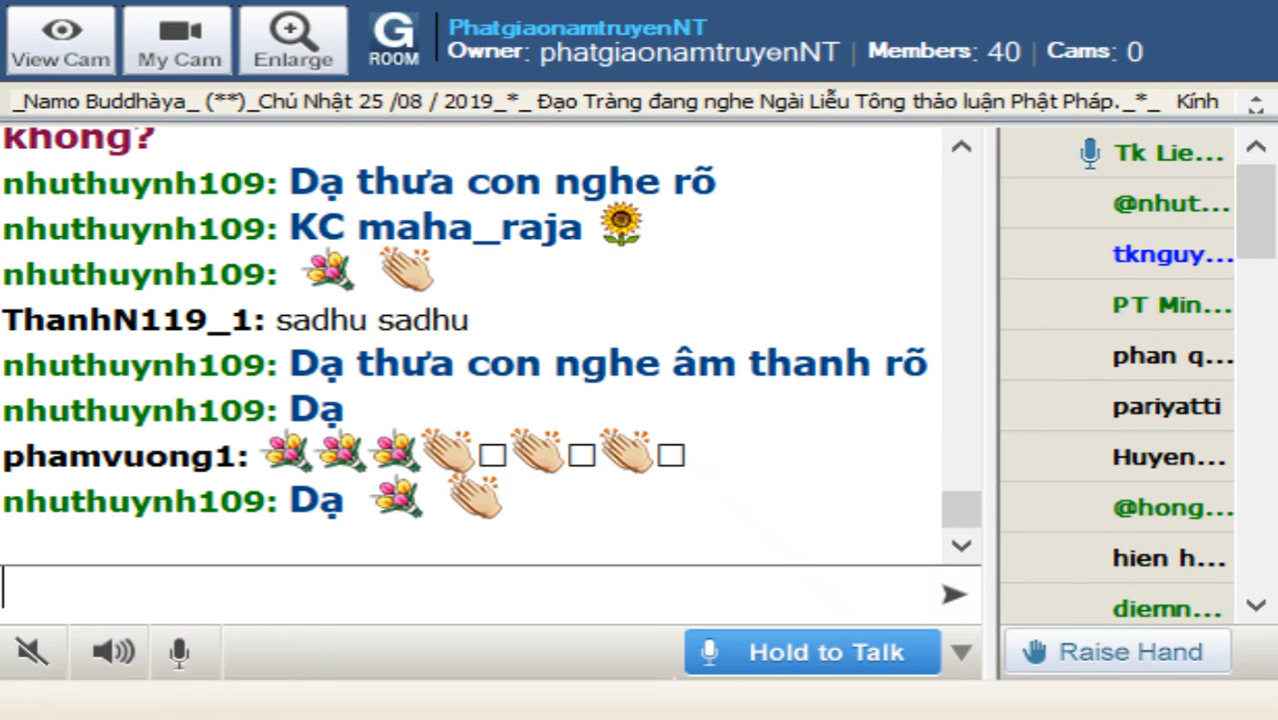 View Cam
My Cam
Enlarge
G
ROOM
PhatgiaonamtruyenNT
Owner: phatgiaonamtruyenNT | Members: 40 | Cams: 0
_Namo Buddhàya_ (**)_Chủ Nhật 25 /08 / 2019_*_ Đạo Tràng đang nghe Ngài Liễu Tông thảo luận Phật Pháp._*_ Kính
không?
nhuthuynh109: Dạ thưa con nghe rõ
nhuthuynh109: KC maha_raja 🌻
nhuthuynh109: 💐 👏
ThanhN119_1: sadhu sadhu
nhuthuynh109: Dạ thưa con nghe âm thanh rõ
nhuthuynh109: Dạ
phamvuong1: 💐💐💐👏□👏□👏□
nhuthuynh109: Dạ 💐 👏
Tk Lie...
@nhut...
tknguy...
PT Min...
phan q...
pariyatti
Huyen...
@hong...
hien h...
diemn...
Hold to Talk
Raise Hand